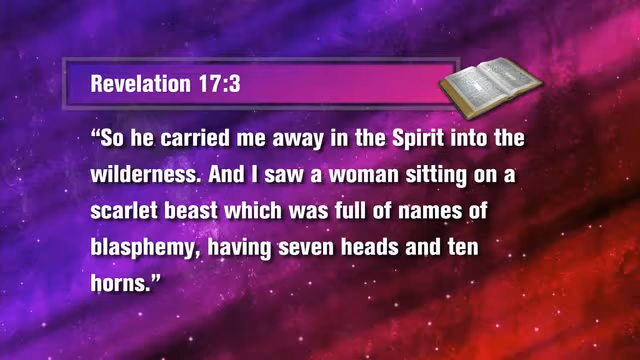 Revelation 17:3
“So he carried me away in the Spirit into the
wilderness. And I saw a woman sitting on a
scarlet beast which was full of names of
blasphemy, having seven heads and ten
horns.”